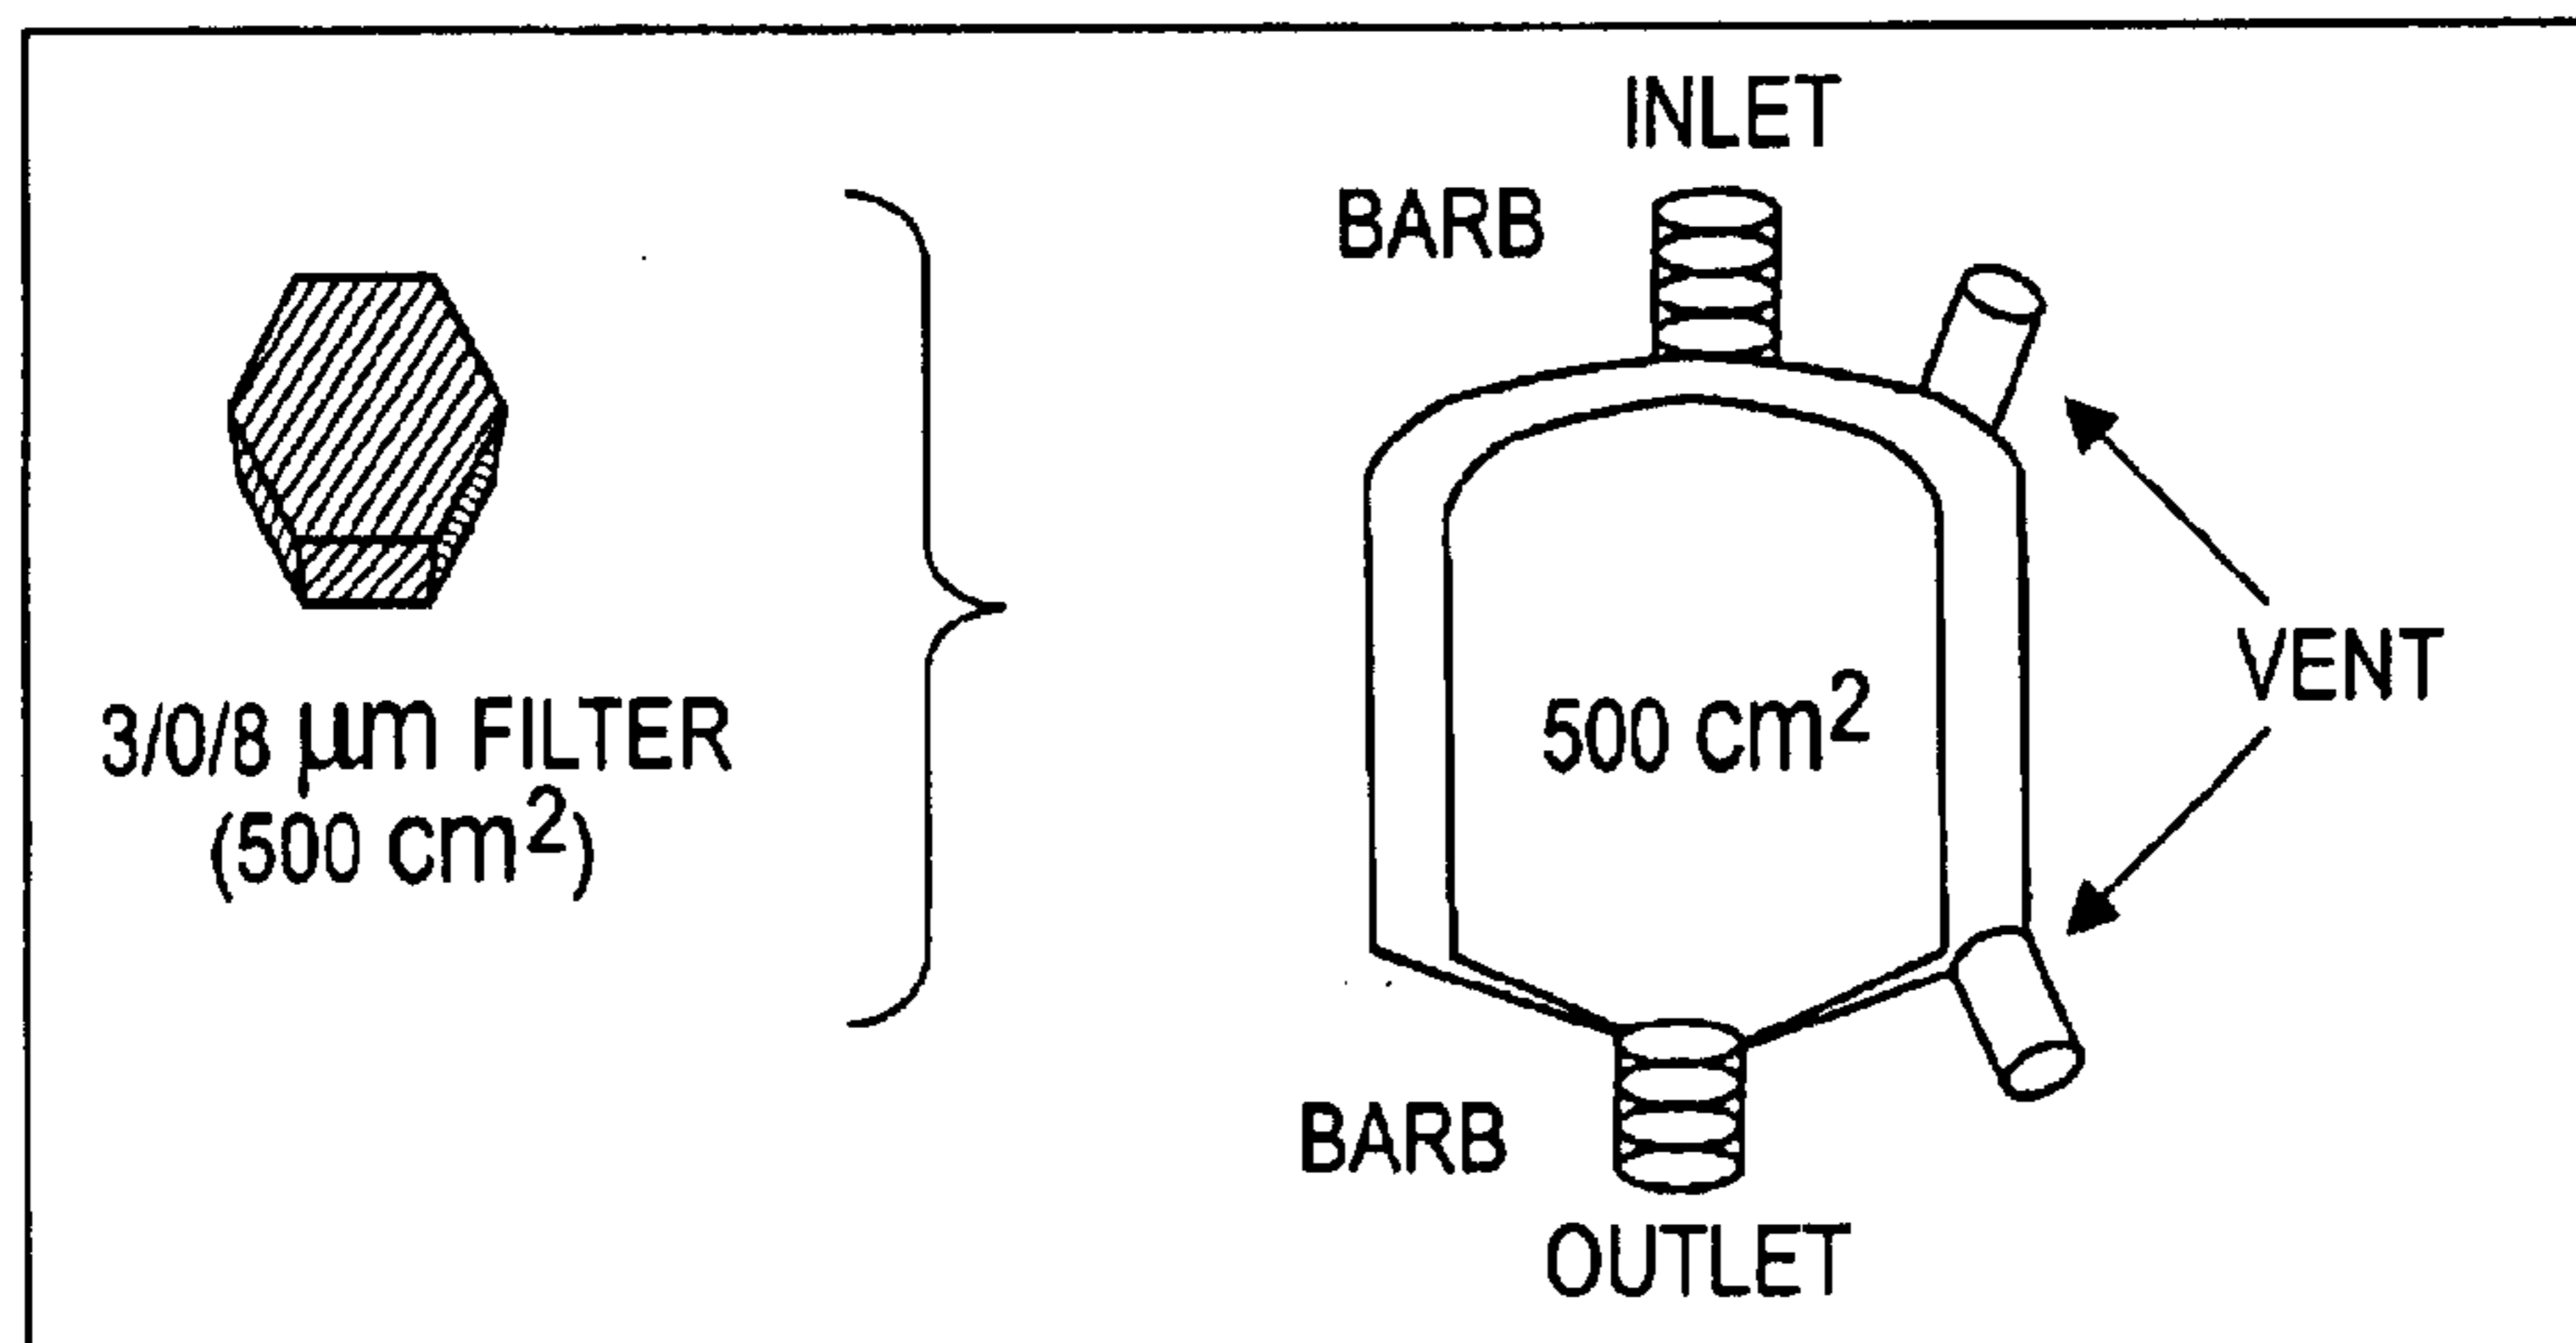 INLET
BARB
3/0/8 µm FILTER
(500 cm²)
500 cm²
VENT
BARB
OUTLET